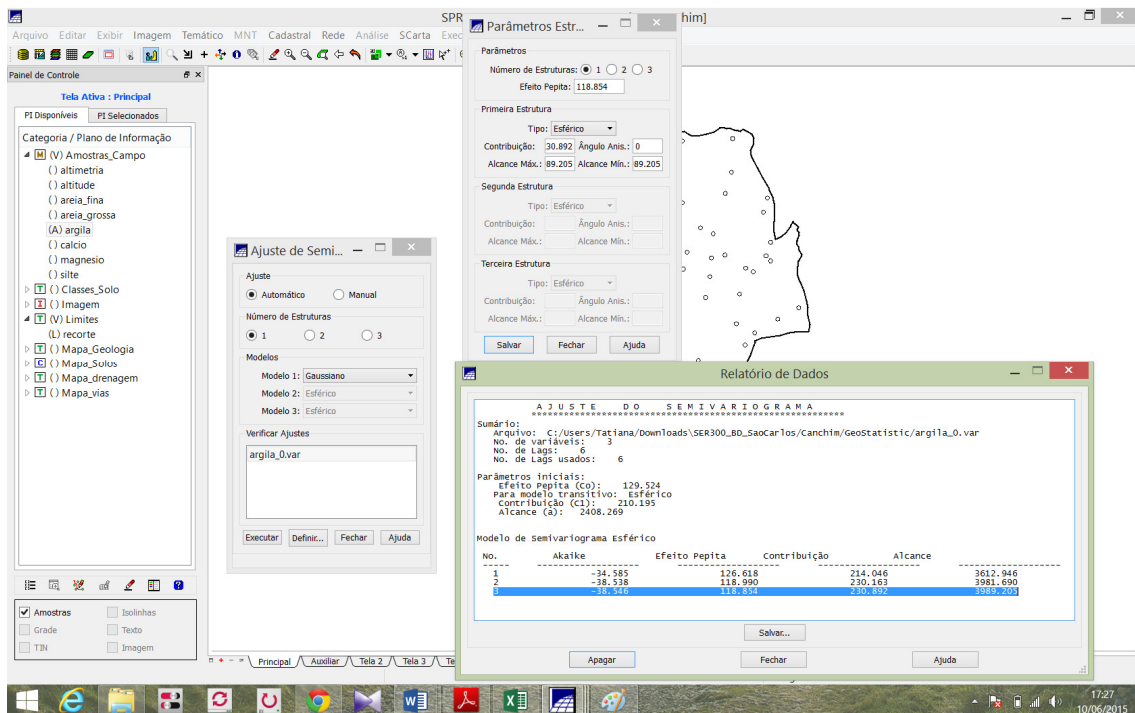 SPR
him]
Arquivo Editar Exibir Imagem Temático MNT Cadastral Rede Análise SCarta Exec
Painel de Controle
Tela Ativa : Principal
PI Disponíveis PI Selecionados
Categoria / Plano de Informação
M (V) Amostras_Campo
() altimetria
() altitude
() areia_fina
() areia_grossa
(A) argila
() calcio
() magnesio
() silte
T () Classes_Solo
I () Imagem
T (V) Limites
(L) recorte
T () Mapa_Geologia
C () Mapa_Solos
T () Mapa_drenagem
T () Mapa_vias
Amostras Isolinhas
Grade Texto
TIN Imagem
Ajuste de Semi...
Ajuste
Automático Manual
Número de Estruturas
1 2 3
Modelos
Modelo 1: Gaussiano
Modelo 2: Esférico
Modelo 3: Esférico
Verificar Ajustes
argila_0.var
Executar Definir... Fechar Ajuda
Parâmetros Estr...
Parâmetros
Número de Estruturas: 1 2 3
Efeito Pepita: 118.854
Primeira Estrutura
Tipo: Esférico
Contribuição: 30.892 Ângulo Anis.: 0
Alcance Máx.: 89.205 Alcance Mín.: 89.205
Segunda Estrutura
Tipo: Esférico
Contribuição: Ângulo Anis.:
Alcance Máx.: Alcance Mín.:
Terceira Estrutura
Tipo: Esférico
Contribuição: Ângulo Anis.:
Alcance Máx.: Alcance Mín.:
Salvar Fechar Ajuda
Relatório de Dados
A J U S T E D O S E M I V A R I O G R A M A
************************************************************
Sumário:
Arquivo: C:/Users/Tatiana/Downloads\SER300_BD_SaoCarlos/Canchim/GeoStatistic/argila_0.var
No. de variáveis: 3
No. de Lags: 6
No. de Lags usados: 6
Parâmetros iniciais:
Efeito Pepita (Co): 129.524
Para modelo transitivo: Esférico
Contribuição (C1): 210.195
Alcance (a): 2408.269
Modelo de Semivariograma Esférico
No. Akaike Efeito Pepita Contribuição Alcance
1 -34.585 126.618 214.046 3612.946
2 -38.538 118.990 230.163 3981.690
3 -38.546 118.854 230.892 3989.205
Salvar...
Apagar Fechar Ajuda
Principal Auxiliar Tela 2 Tela 3 Te
17:27
10/06/2015